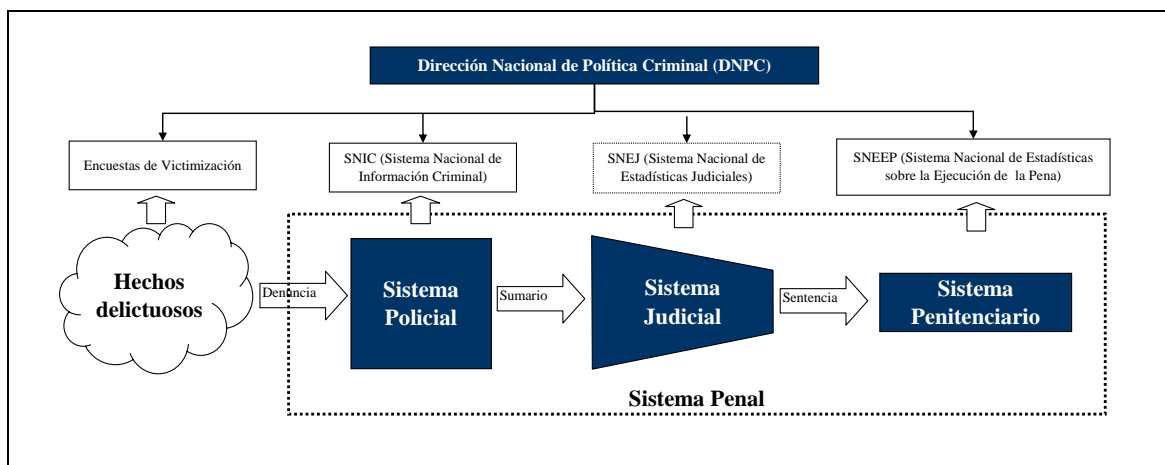 Dirección Nacional de Política Criminal (DNPC)
Encuestas de Victimización
SNIC (Sistema Nacional de
Información Criminal)
SNEJ (Sistema Nacional de
Estadísticas Judiciales)
SNEEP (Sistema Nacional de Estadísticas
sobre la Ejecución de la Pena)
Hechos
delictuosos
Denuncia
Sistema
Policial
Sumario
Sistema
Judicial
Sentencia
Sistema
Penitenciario
Sistema Penal